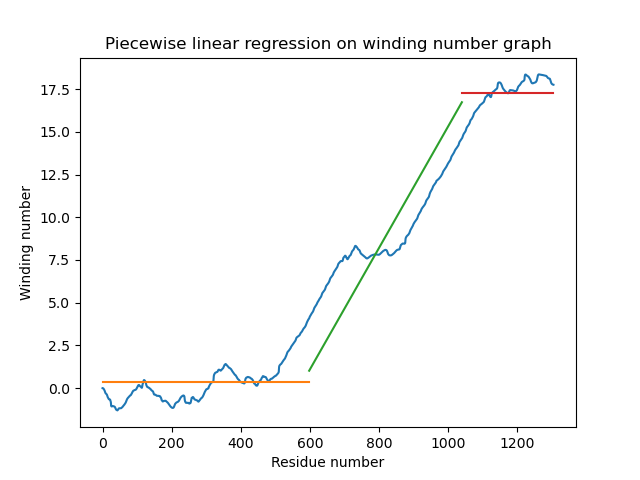 Piecewise linear regression on winding number graph
Winding number
17.5
15.0
12.5
10.0
7.5
5.0
2.5
0.0
0 200 400 600 800 1000 1200
Residue number